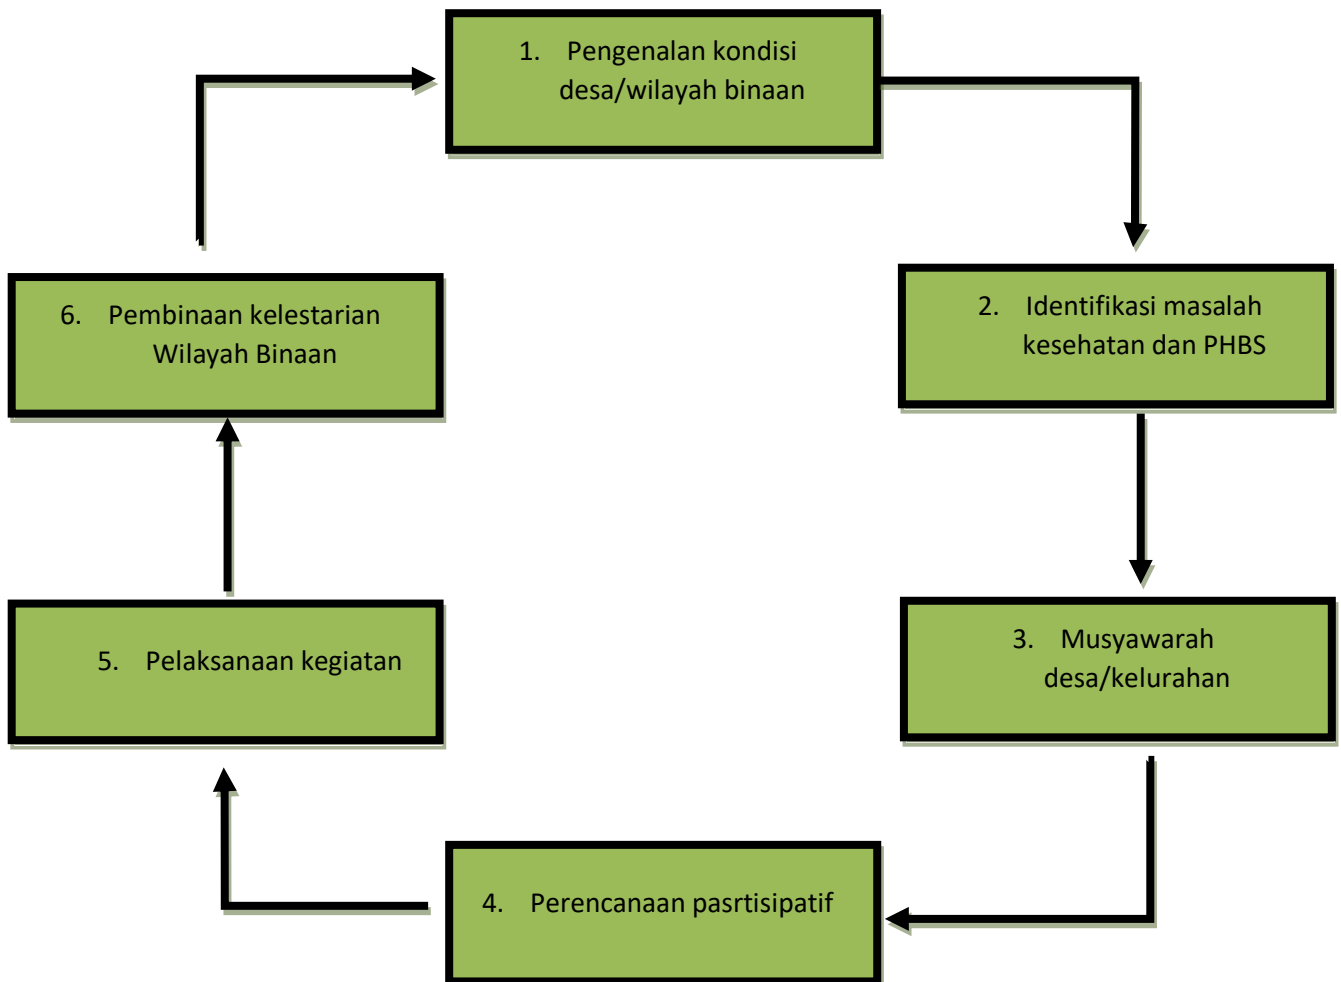 1. Pengenalan kondisi
desa/wilayah binaan
2. Identifikasi masalah
kesehatan dan PHBS
3. Musyawarah
desa/kelurahan
4. Perencanaan pasrtisipatif
5. Pelaksanaan kegiatan
6. Pembinaan kelestarian
Wilayah Binaan